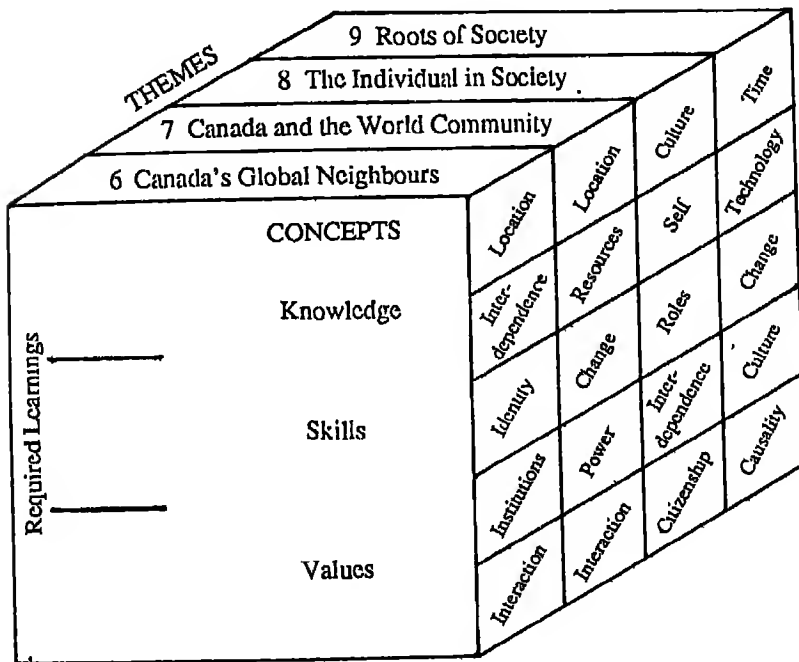 THEMES
9 Roots of Society
8 The Individual in Society
7 Canada and the World Community
6 Canada's Global Neighbours
CONCEPTS
Knowledge
Skills
Values
Required Learnings
Location
Inter-
dependence
Identity
Institutions
Interaction
Location
Resources
Change
Power
Interaction
Culture
Self
Roles
Inter-
dependence
Citizenship
Time
Technology
Change
Culture
Causality